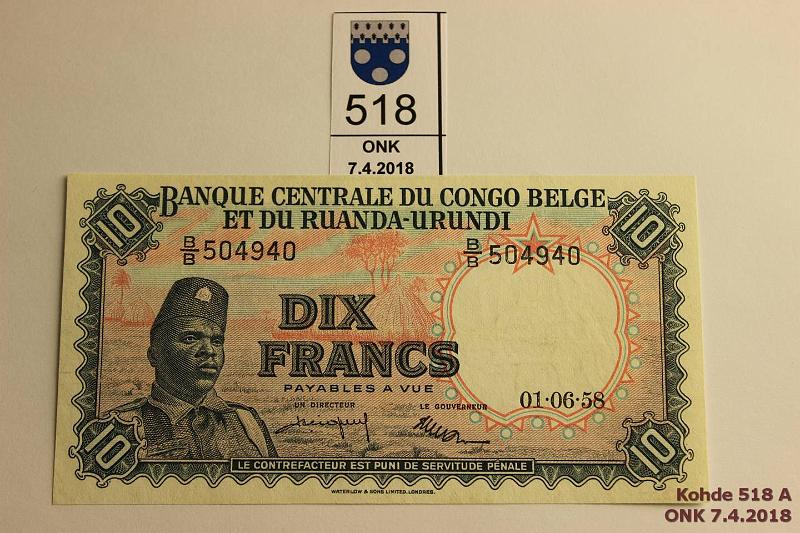 518
ONK
7.4.2018
BANQUE CENTRALE DU CONGO BELGE
ET DU RUANDA-URUNDI
10
10
B/B 504940
B/B 504940
DIX
FRANCS
PAYABLES A VUE
UN DIRECTEUR
LE GOUVERNEUR
01·06·58
10
10
LE CONTREFACTEUR EST PUNI DE SERVITUDE PÉNALE
WATERLOW & SONS LIMITED, LONDRES.
Kohde 518 A
ONK 7.4.2018